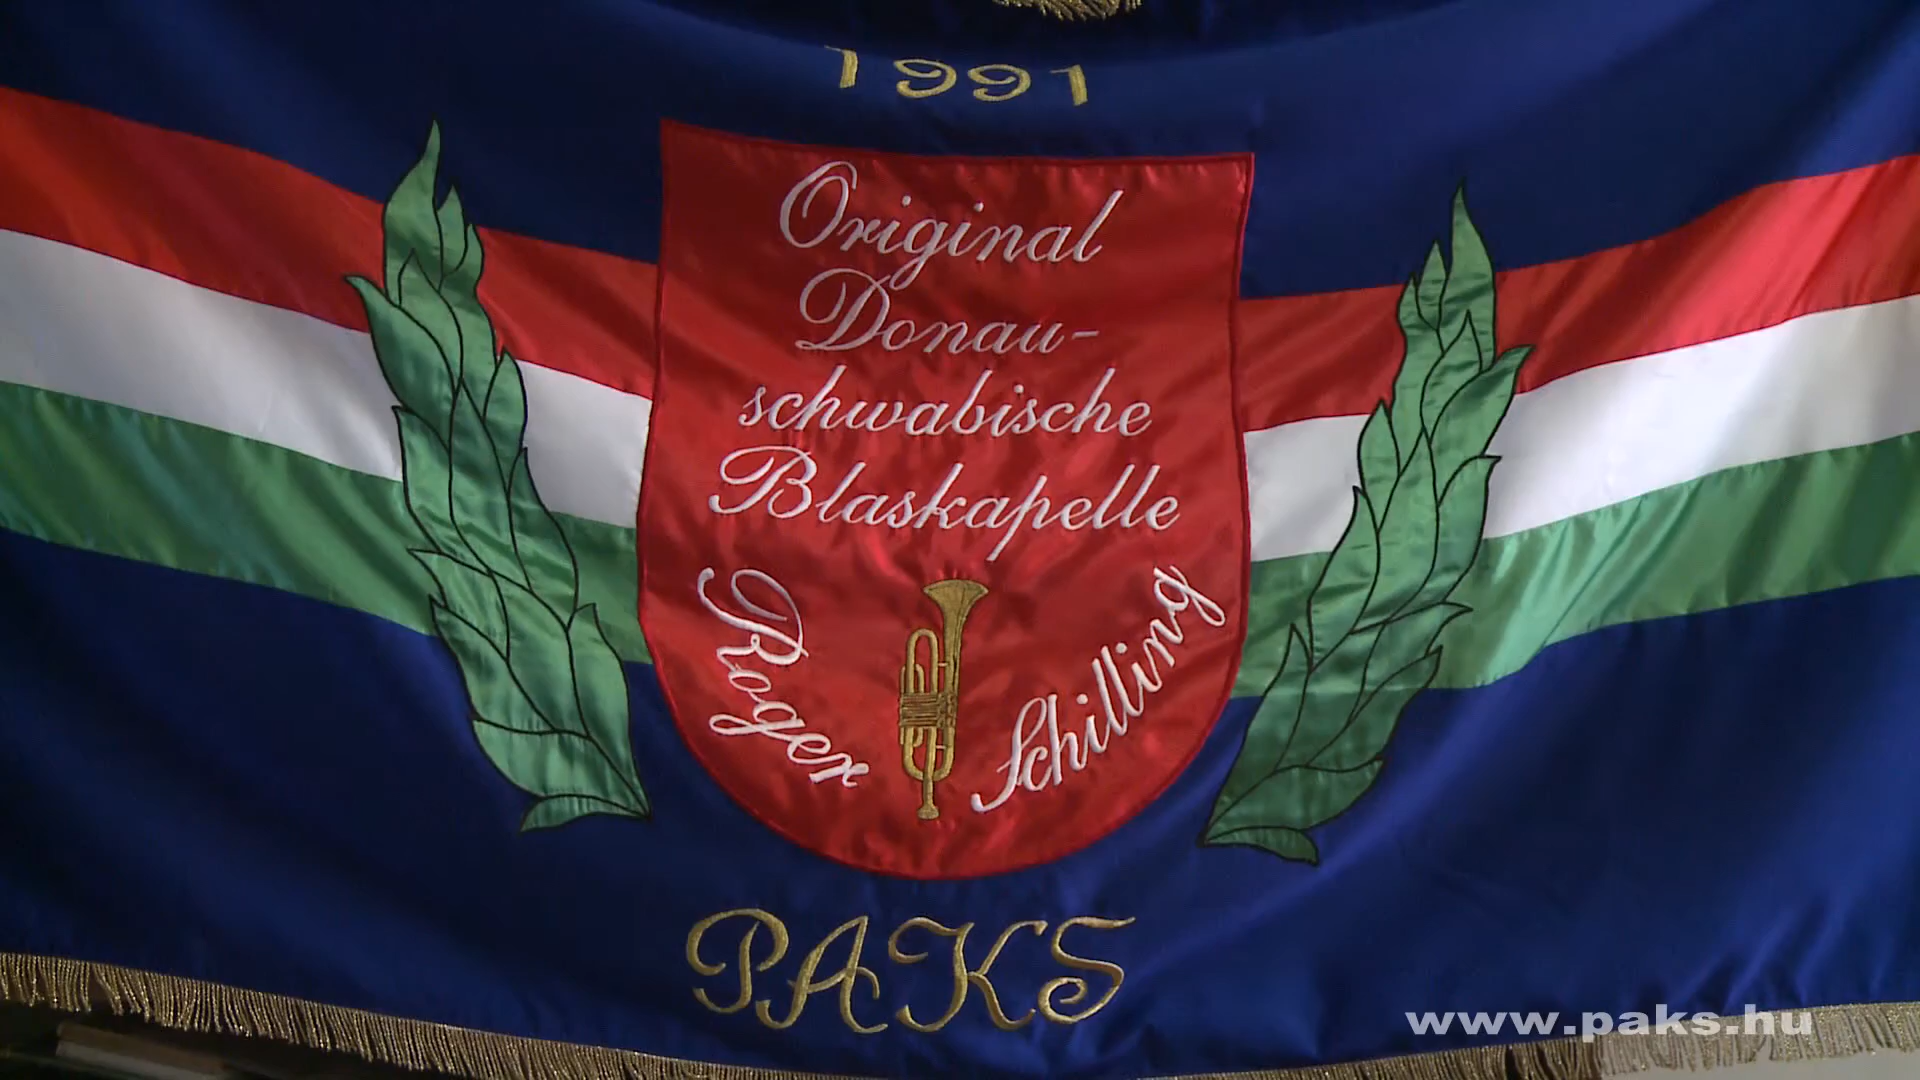 1991
Original
Donau-
schwabische
Blaskapelle
Roger Schilling
PAKS
www.paks.hu